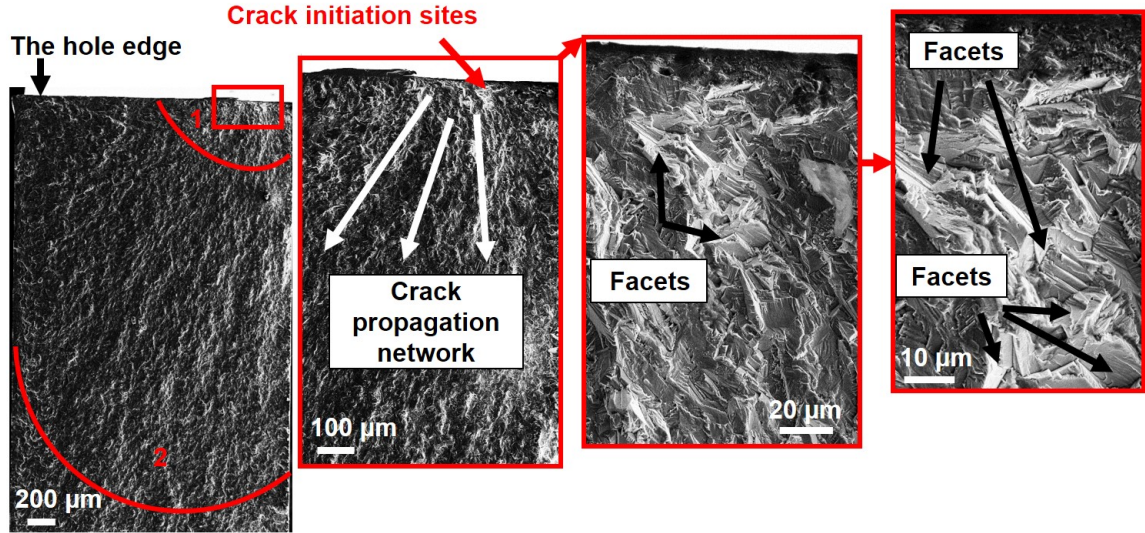 Crack initiation sites
The hole edge
1
2
200 µm
Crack
propagation
network
100 µm
Facets
20 µm
Facets
Facets
10 µm